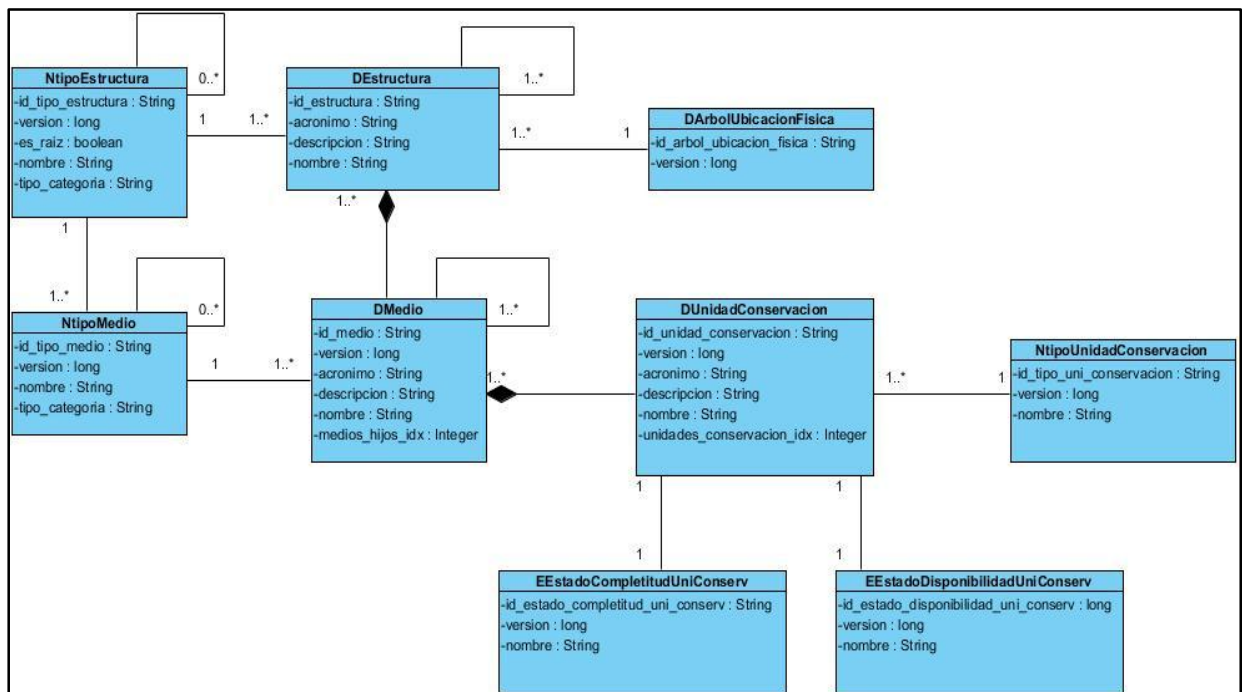 NtipoEstructura
-id_tipo_estructura : String
-version : long
-es_raiz : boolean
-nombre : String
-tipo_categoria : String
0..*
1
1..*
DEstructura
-id_estructura : String
-acronimo : String
-descripcion : String
-nombre : String
1..*
1..*
1
DArbolUbicacionFisica
-id_arbol_ubicacion_fisica : String
-version : long
1
1..*
1..*
NtipoMedio
-id_tipo_medio : String
-version : long
-nombre : String
-tipo_categoria : String
0..*
1
1..*
DMedio
-id_medio : String
-version : long
-acronimo : String
-descripcion : String
-nombre : String
-medios_hijos_idx : Integer
1..*
1..*
DUnidadConservacion
-id_unidad_conservacion : String
-version : long
-acronimo : String
-descripcion : String
-nombre : String
-unidades_conservacion_idx : Integer
1..*
1
NtipoUnidadConservacion
-id_tipo_uni_conservacion : String
-version : long
-nombre : String
1
1
1
1
EEstadoCompletitudUniConserv
-id_estado_completitud_uni_conserv : String
-version : long
-nombre : String
EEstadoDisponibilidadUniConserv
-id_estado_disponibilidad_uni_conserv : long
-version : long
-nombre : String